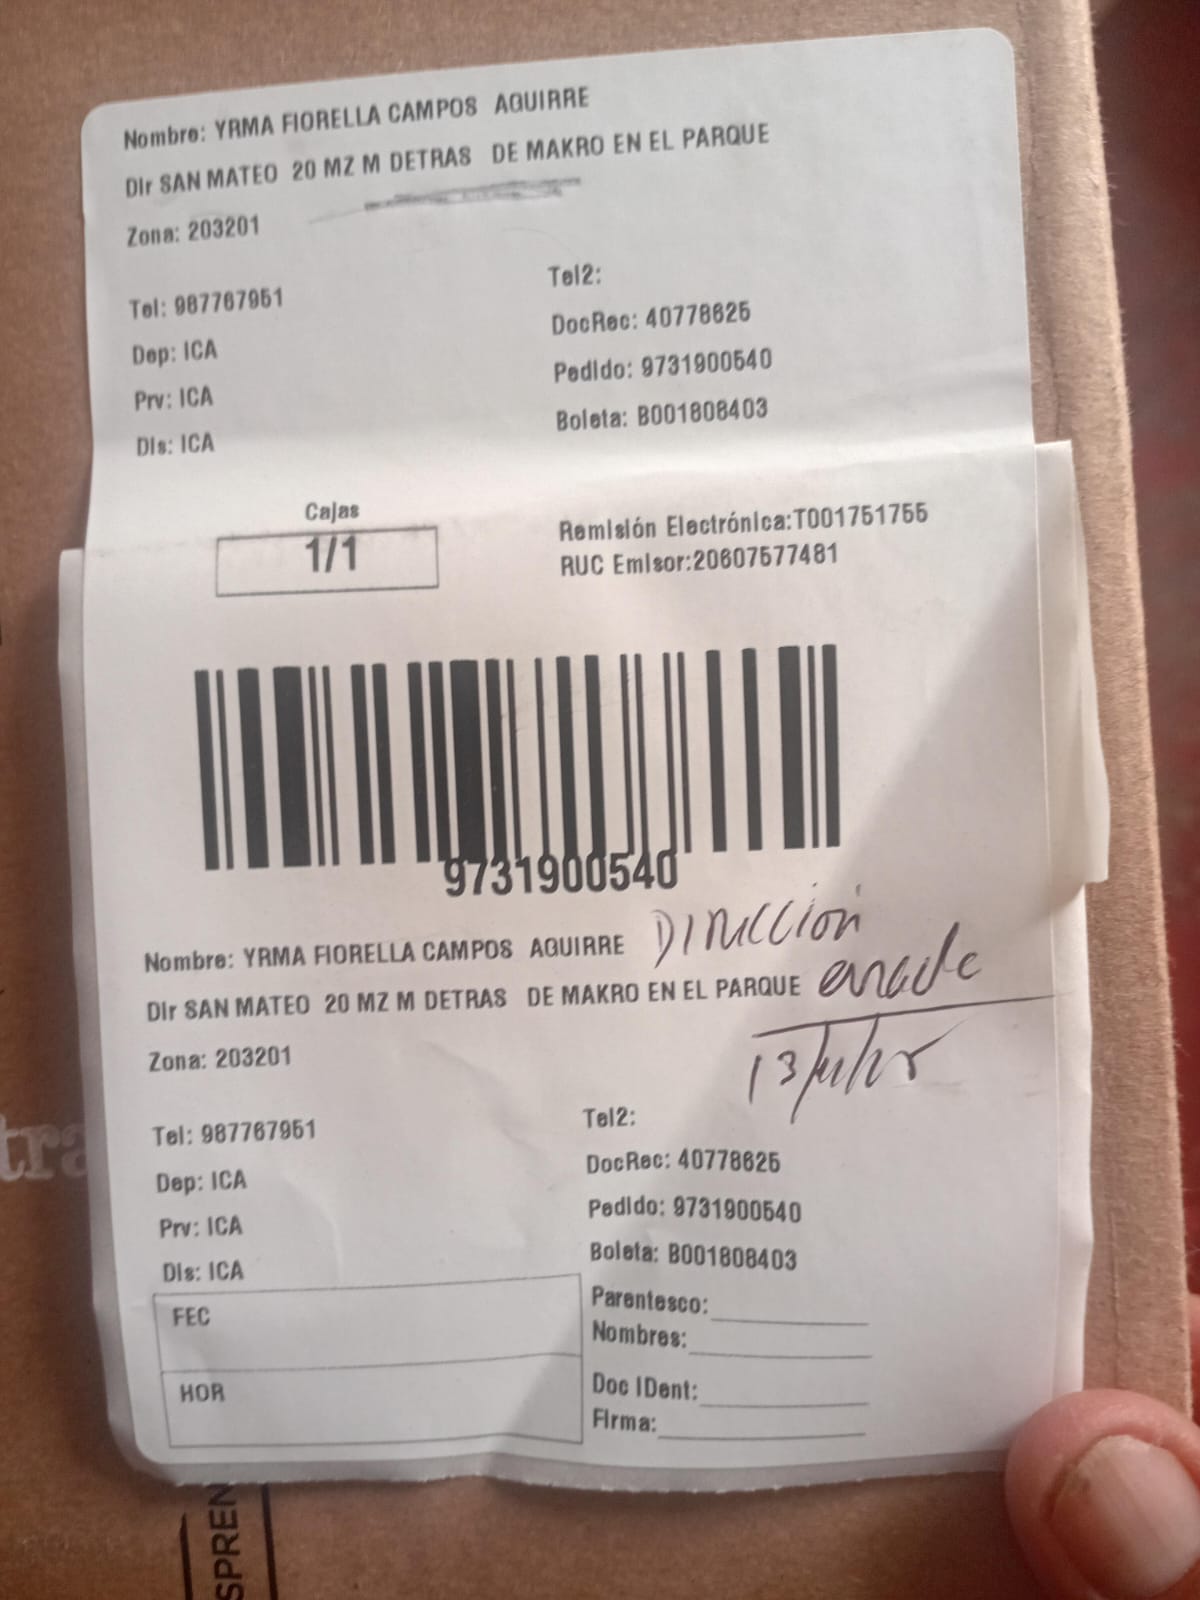 Nombre: YRMA FIORELLA CAMPOS AGUIRRE
Dir SAN MATEO 20 MZ M DETRAS DE MAKRO EN EL PARQUE
Zona: 203201
Tel: 987767951
Tel2:
DocRec: 40778625
Dep: ICA
Pedido: 9731900540
Prv: ICA
Boleta: B001808403
Dis: ICA
Cajas
1/1
Remisión Electrónica:T001751755
RUC Emisor:20607577481
9731900540
Nombre: YRMA FIORELLA CAMPOS AGUIRRE
Dirección
Dir SAN MATEO 20 MZ M DETRAS DE MAKRO EN EL PARQUE
Zona: 203201
Tel: 987767951
Tel2:
DocRec: 40778625
Dep: ICA
Pedido: 9731900540
Prv: ICA
Boleta: B001808403
Dis: ICA
FEC
Parentesco:
Nombres:
HOR
Doc IDent:
Firma:
tra
SPREN